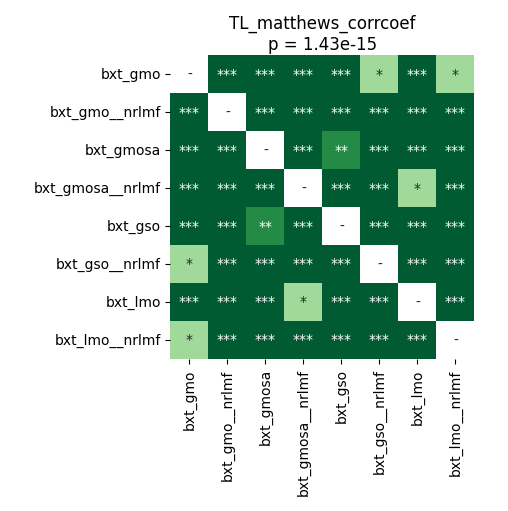 TL_matthews_corrcoef
p = 1.43e-15
bxt_gmo - *** *** *** *** * *** *
bxt_gmo__nrlmf *** - *** *** *** *** *** ***
bxt_gmosa *** *** - *** ** *** *** ***
bxt_gmosa__nrlmf *** *** *** - *** *** * ***
bxt_gso *** *** ** *** - *** *** ***
bxt_gso__nrlmf * *** *** *** *** - *** ***
bxt_lmo *** *** *** * *** *** - ***
bxt_lmo__nrlmf * *** *** *** *** *** *** -
bxt_gmo
bxt_gmo__nrlmf
bxt_gmosa
bxt_gmosa__nrlmf
bxt_gso
bxt_gso__nrlmf
bxt_lmo
bxt_lmo__nrlmf